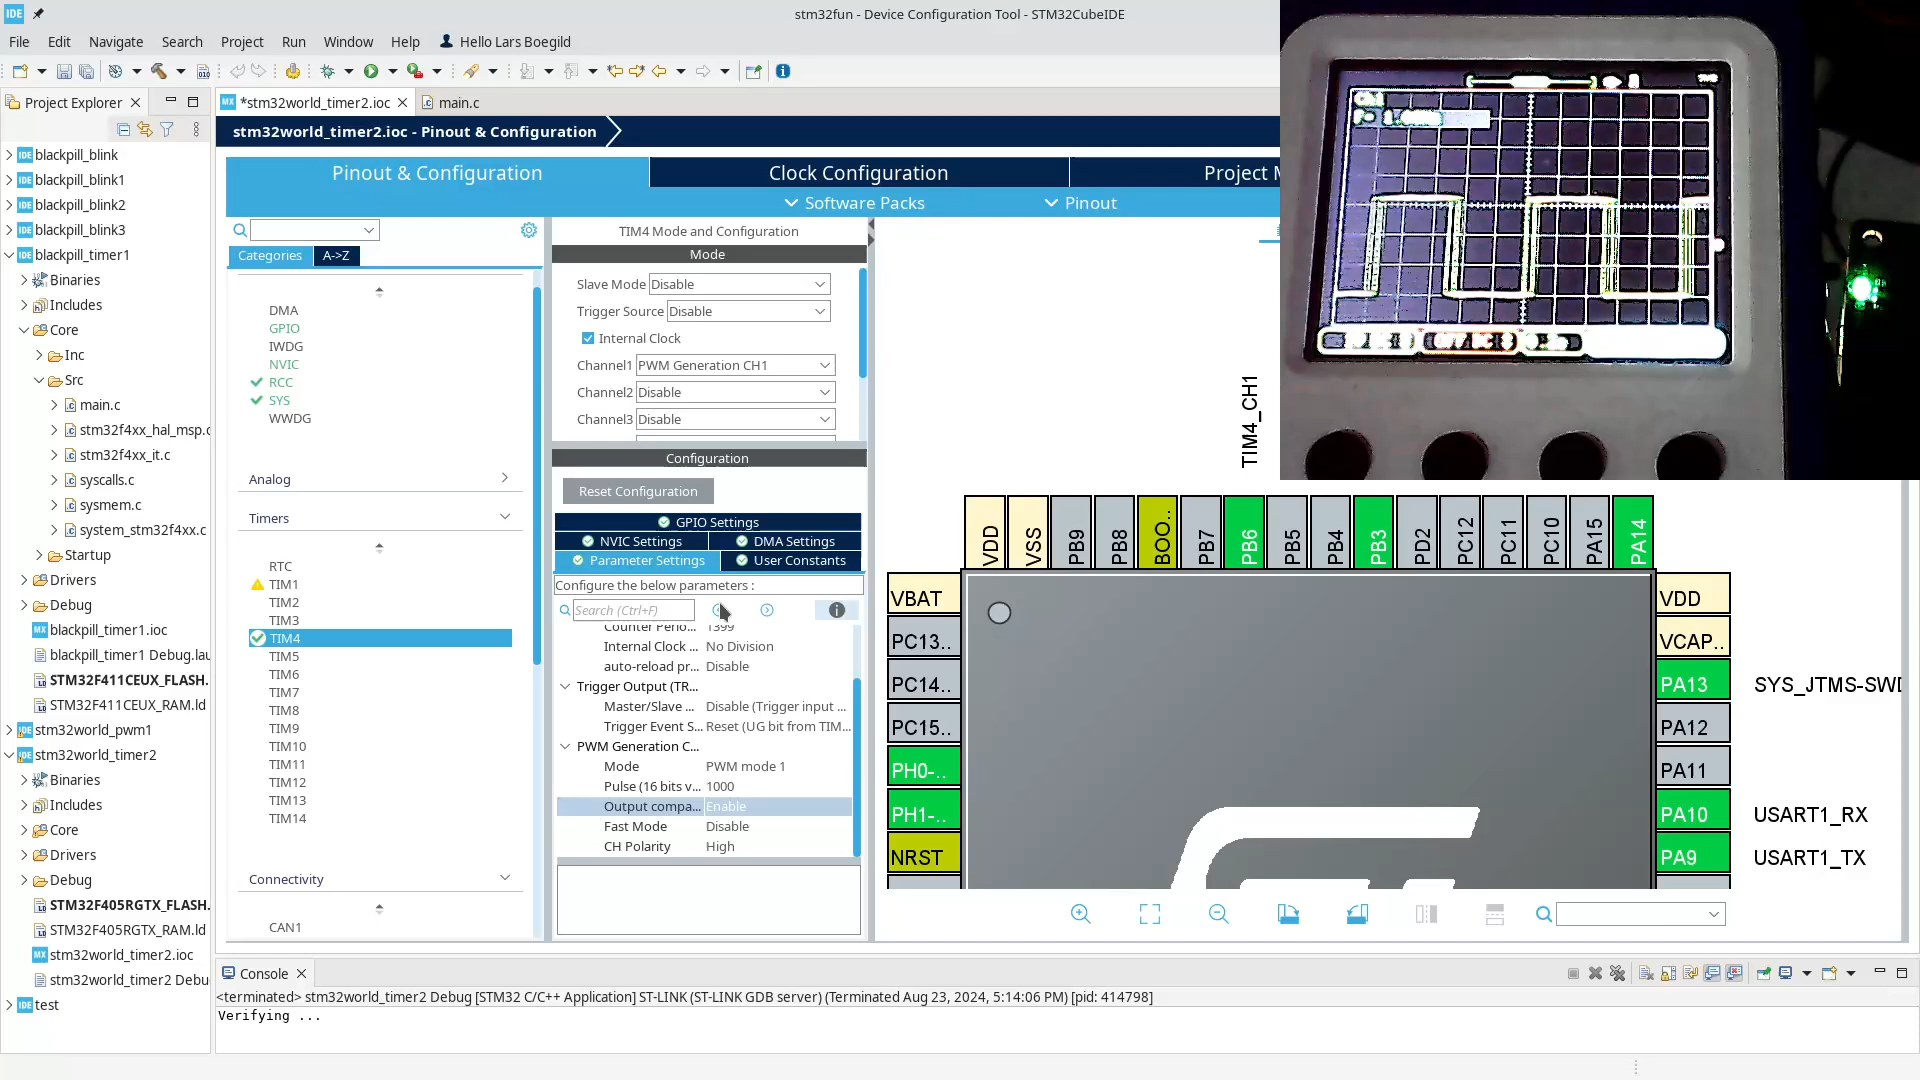 IDE
stm32fun - Device Configuration Tool - STM32CubeIDE
File Edit Navigate Search Project Run Window Help Hello Lars Boegild
Project Explorer
blackpill_blink
blackpill_blink1
blackpill_blink2
blackpill_blink3
blackpill_timer1
Binaries
Includes
Core
Inc
Src
main.c
stm32f4xx_hal_msp.c
stm32f4xx_it.c
syscalls.c
sysmem.c
system_stm32f4xx.c
Startup
Drivers
Debug
blackpill_timer1.ioc
blackpill_timer1 Debug.lau
STM32F411CEUX_FLASH.
STM32F411CEUX_RAM.ld
stm32world_pwm1
stm32world_timer2
Binaries
Includes
Core
Drivers
Debug
STM32F405RGTX_FLASH.
STM32F405RGTX_RAM.ld
stm32world_timer2.ioc
stm32world_timer2 Debu
test
*stm32world_timer2.ioc
main.c
stm32world_timer2.ioc - Pinout & Configuration
Pinout & Configuration
Clock Configuration
Project M
Software Packs
Pinout
Categories
A->Z
DMA
GPIO
IWDG
NVIC
RCC
SYS
WWDG
Analog
Timers
RTC
TIM1
TIM2
TIM3
TIM4
TIM5
TIM6
TIM7
TIM8
TIM9
TIM10
TIM11
TIM12
TIM13
TIM14
Connectivity
CAN1
TIM4 Mode and Configuration
Mode
Slave Mode Disable
Trigger Source Disable
Internal Clock
Channel1 PWM Generation CH1
Channel2 Disable
Channel3 Disable
Configuration
Reset Configuration
GPIO Settings
NVIC Settings
DMA Settings
Parameter Settings
User Constants
Configure the below parameters :
Search (Ctrl+F)
Counter Perio... 1399
Internal Clock ... No Division
auto-reload pr... Disable
Trigger Output (TR...
Master/Slave ... Disable (Trigger input ...
Trigger Event S... Reset (UG bit from TIM...
PWM Generation C...
Mode PWM mode 1
Pulse (16 bits v... 1000
Output compa... Enable
Fast Mode Disable
CH Polarity High
TIM4_CH1
VDD
VSS
PB9
PB8
BOO..
PB7
PB6
PB5
PB4
PB3
PD2
PC12
PC11
PC10
PA15
PA14
VBAT
PC13..
PC14..
PC15..
PH0-..
PH1-..
NRST
VDD
VCAP..
PA13 SYS_JTMS-SWD
PA12
PA11
PA10 USART1_RX
PA9 USART1_TX
Console
<terminated> stm32world_timer2 Debug [STM32 C/C++ Application] ST-LINK (ST-LINK GDB server) (Terminated Aug 23, 2024, 5:14:06 PM) [pid: 414798]
Verifying ...